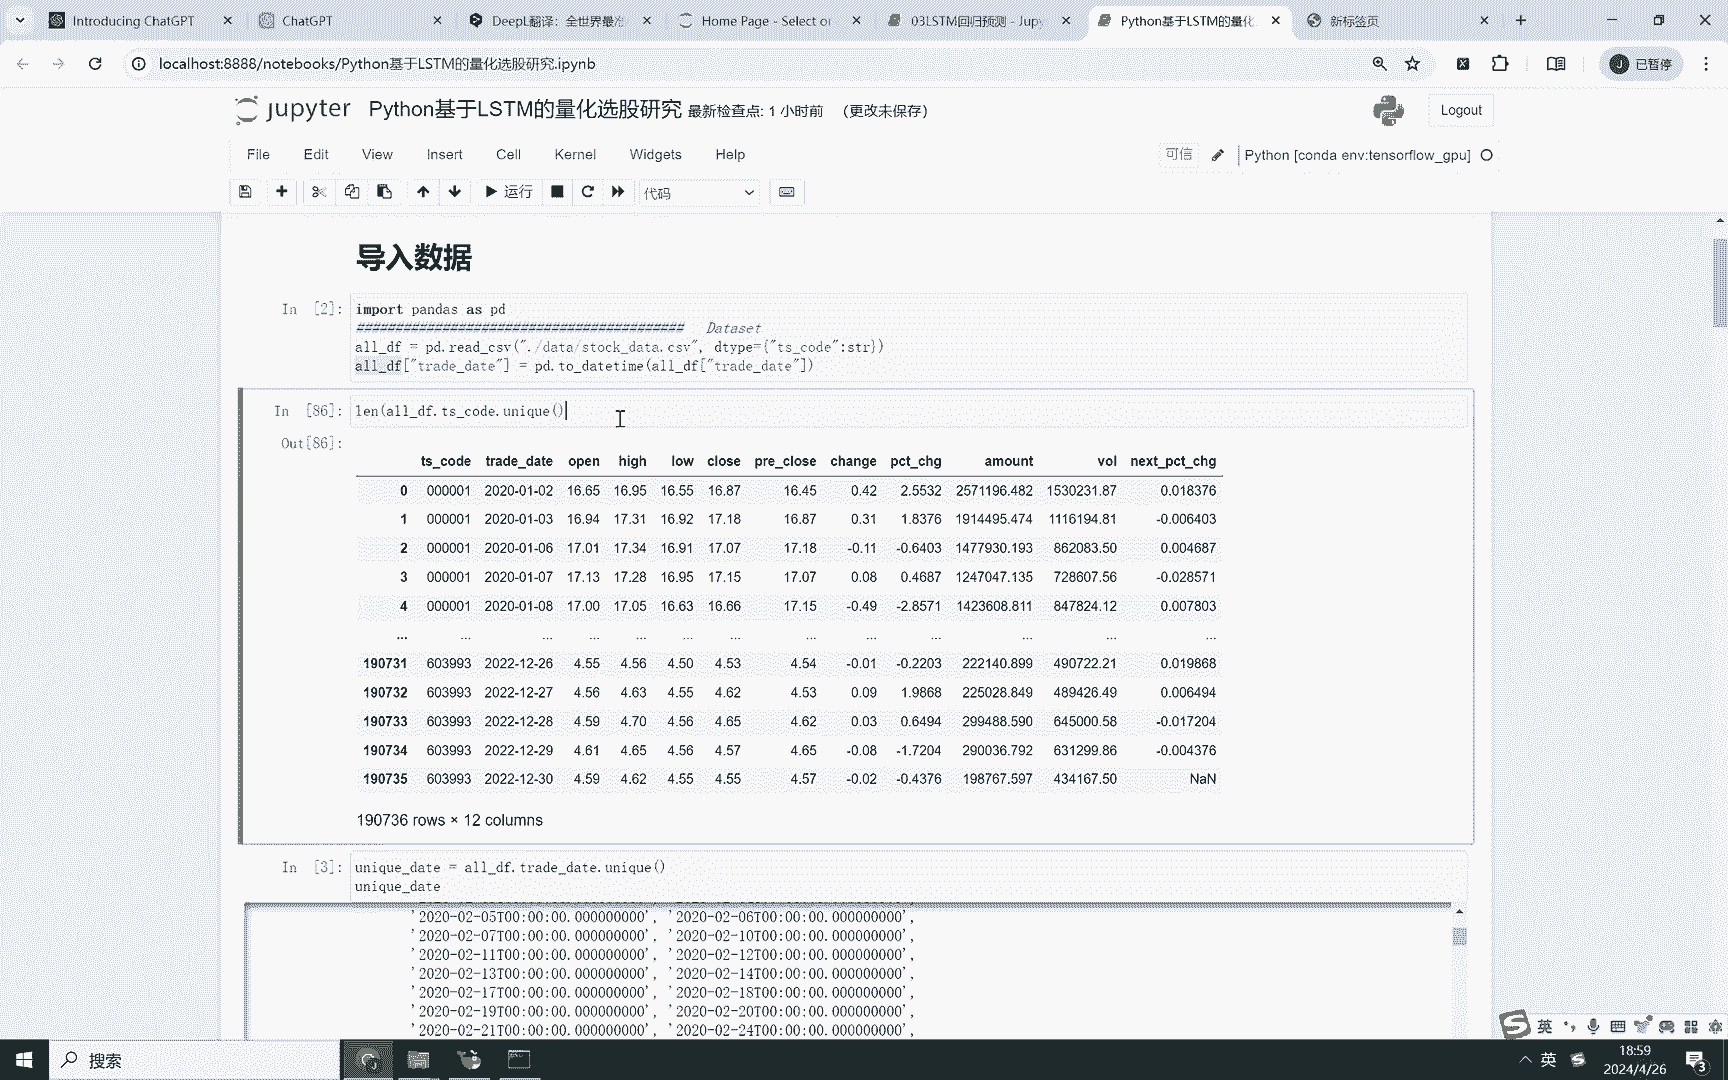 Introducing ChatGPT
ChatGPT
DeepL翻译：全世界最准
Home Page - Select or
03LSTM回归预测 - Jupy
Python基于LSTM的量化
新标签页
localhost:8888/notebooks/Python基于LSTM的量化选股研究.ipynb
已暂停
jupyter Python基于LSTM的量化选股研究 最新检查点: 1 小时前 （更改未保存）
Logout
File Edit View Insert Cell Kernel Widgets Help
可信 Python [conda env:tensorflow_gpu]
运行 代码
导入数据
In [2]: import pandas as pd
########################################## Dataset
all_df = pd.read_csv("./data/stock_data.csv", dtype={"ts_code":str})
all_df["trade_date"] = pd.to_datetime(all_df["trade_date"])
In [86]: len(all_df.ts_code.unique()
Out[86]:
ts_code trade_date open high low close pre_close change pct_chg amount vol next_pct_chg
0 000001 2020-01-02 16.65 16.95 16.55 16.87 16.45 0.42 2.5532 2571196.482 1530231.87 0.018376
1 000001 2020-01-03 16.94 17.31 16.92 17.18 16.87 0.31 1.8376 1914495.474 1116194.81 -0.006403
2 000001 2020-01-06 17.01 17.34 16.91 17.07 17.18 -0.11 -0.6403 1477930.193 862083.50 0.004687
3 000001 2020-01-07 17.13 17.28 16.95 17.15 17.07 0.08 0.4687 1247047.135 728607.56 -0.028571
4 000001 2020-01-08 17.00 17.05 16.63 16.66 17.15 -0.49 -2.8571 1423608.811 847824.12 0.007803
... ... ... ... ... ... ... ... ... ... ... ... ...
190731 603993 2022-12-26 4.55 4.56 4.50 4.53 4.54 -0.01 -0.2203 222140.899 490722.21 0.019868
190732 603993 2022-12-27 4.56 4.63 4.55 4.62 4.53 0.09 1.9868 225028.849 489426.49 0.006494
190733 603993 2022-12-28 4.59 4.70 4.56 4.65 4.62 0.03 0.6494 299488.590 645000.58 -0.017204
190734 603993 2022-12-29 4.61 4.65 4.56 4.57 4.65 -0.08 -1.7204 290036.792 631299.86 -0.004376
190735 603993 2022-12-30 4.59 4.62 4.55 4.55 4.57 -0.02 -0.4376 198767.597 434167.50 NaN
190736 rows × 12 columns
In [3]: unique_date = all_df.trade_date.unique()
unique_date
'2020-02-05T00:00:00.000000000', '2020-02-06T00:00:00.000000000',
'2020-02-07T00:00:00.000000000', '2020-02-10T00:00:00.000000000',
'2020-02-11T00:00:00.000000000', '2020-02-12T00:00:00.000000000',
'2020-02-13T00:00:00.000000000', '2020-02-14T00:00:00.000000000',
'2020-02-17T00:00:00.000000000', '2020-02-18T00:00:00.000000000',
'2020-02-19T00:00:00.000000000', '2020-02-20T00:00:00.000000000',
'2020-02-21T00:00:00.000000000', '2020-02-24T00:00:00.000000000',
英
搜索
英
18:59
2024/4/26
3